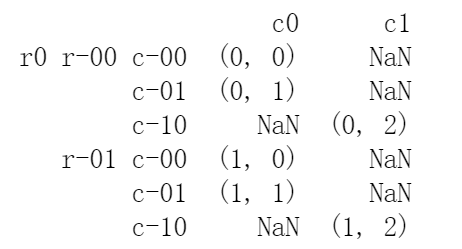 c0 c1
r0 r-00 c-00 (0, 0) NaN
c-01 (0, 1) NaN
c-10 NaN (0, 2)
r-01 c-00 (1, 0) NaN
c-01 (1, 1) NaN
c-10 NaN (1, 2)